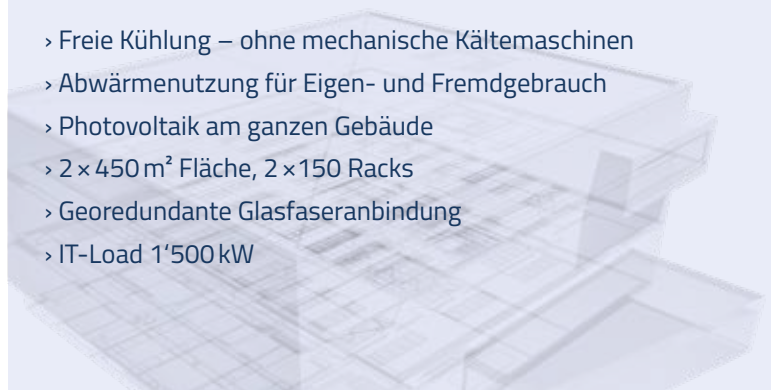 › Freie Kühlung – ohne mechanische Kältemaschinen
› Abwärmenutzung für Eigen- und Fremdgebrauch
› Photovoltaik am ganzen Gebäude
› 2 × 450 m² Fläche, 2 × 150 Racks
› Georedundante Glasfaseranbindung
› IT-Load 1‘500 kW